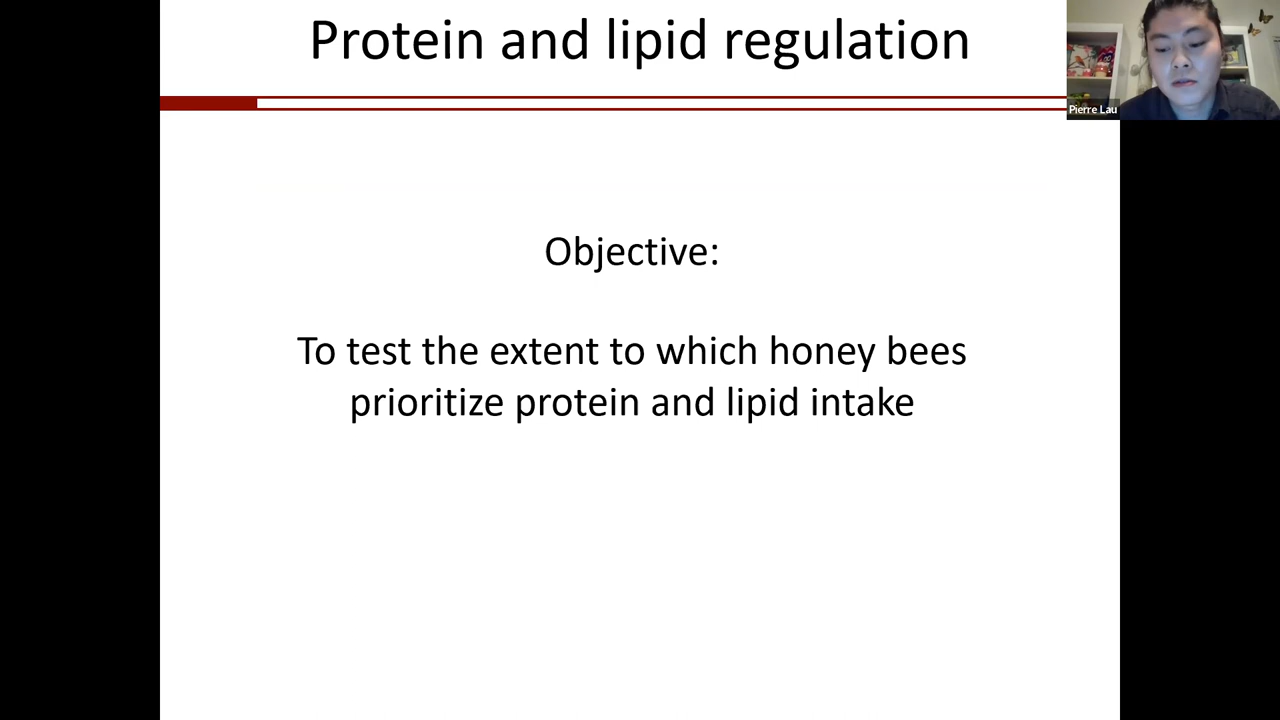 Protein and lipid regulation
Pierre Lau
Objective:
To test the extent to which honey bees
prioritize protein and lipid intake